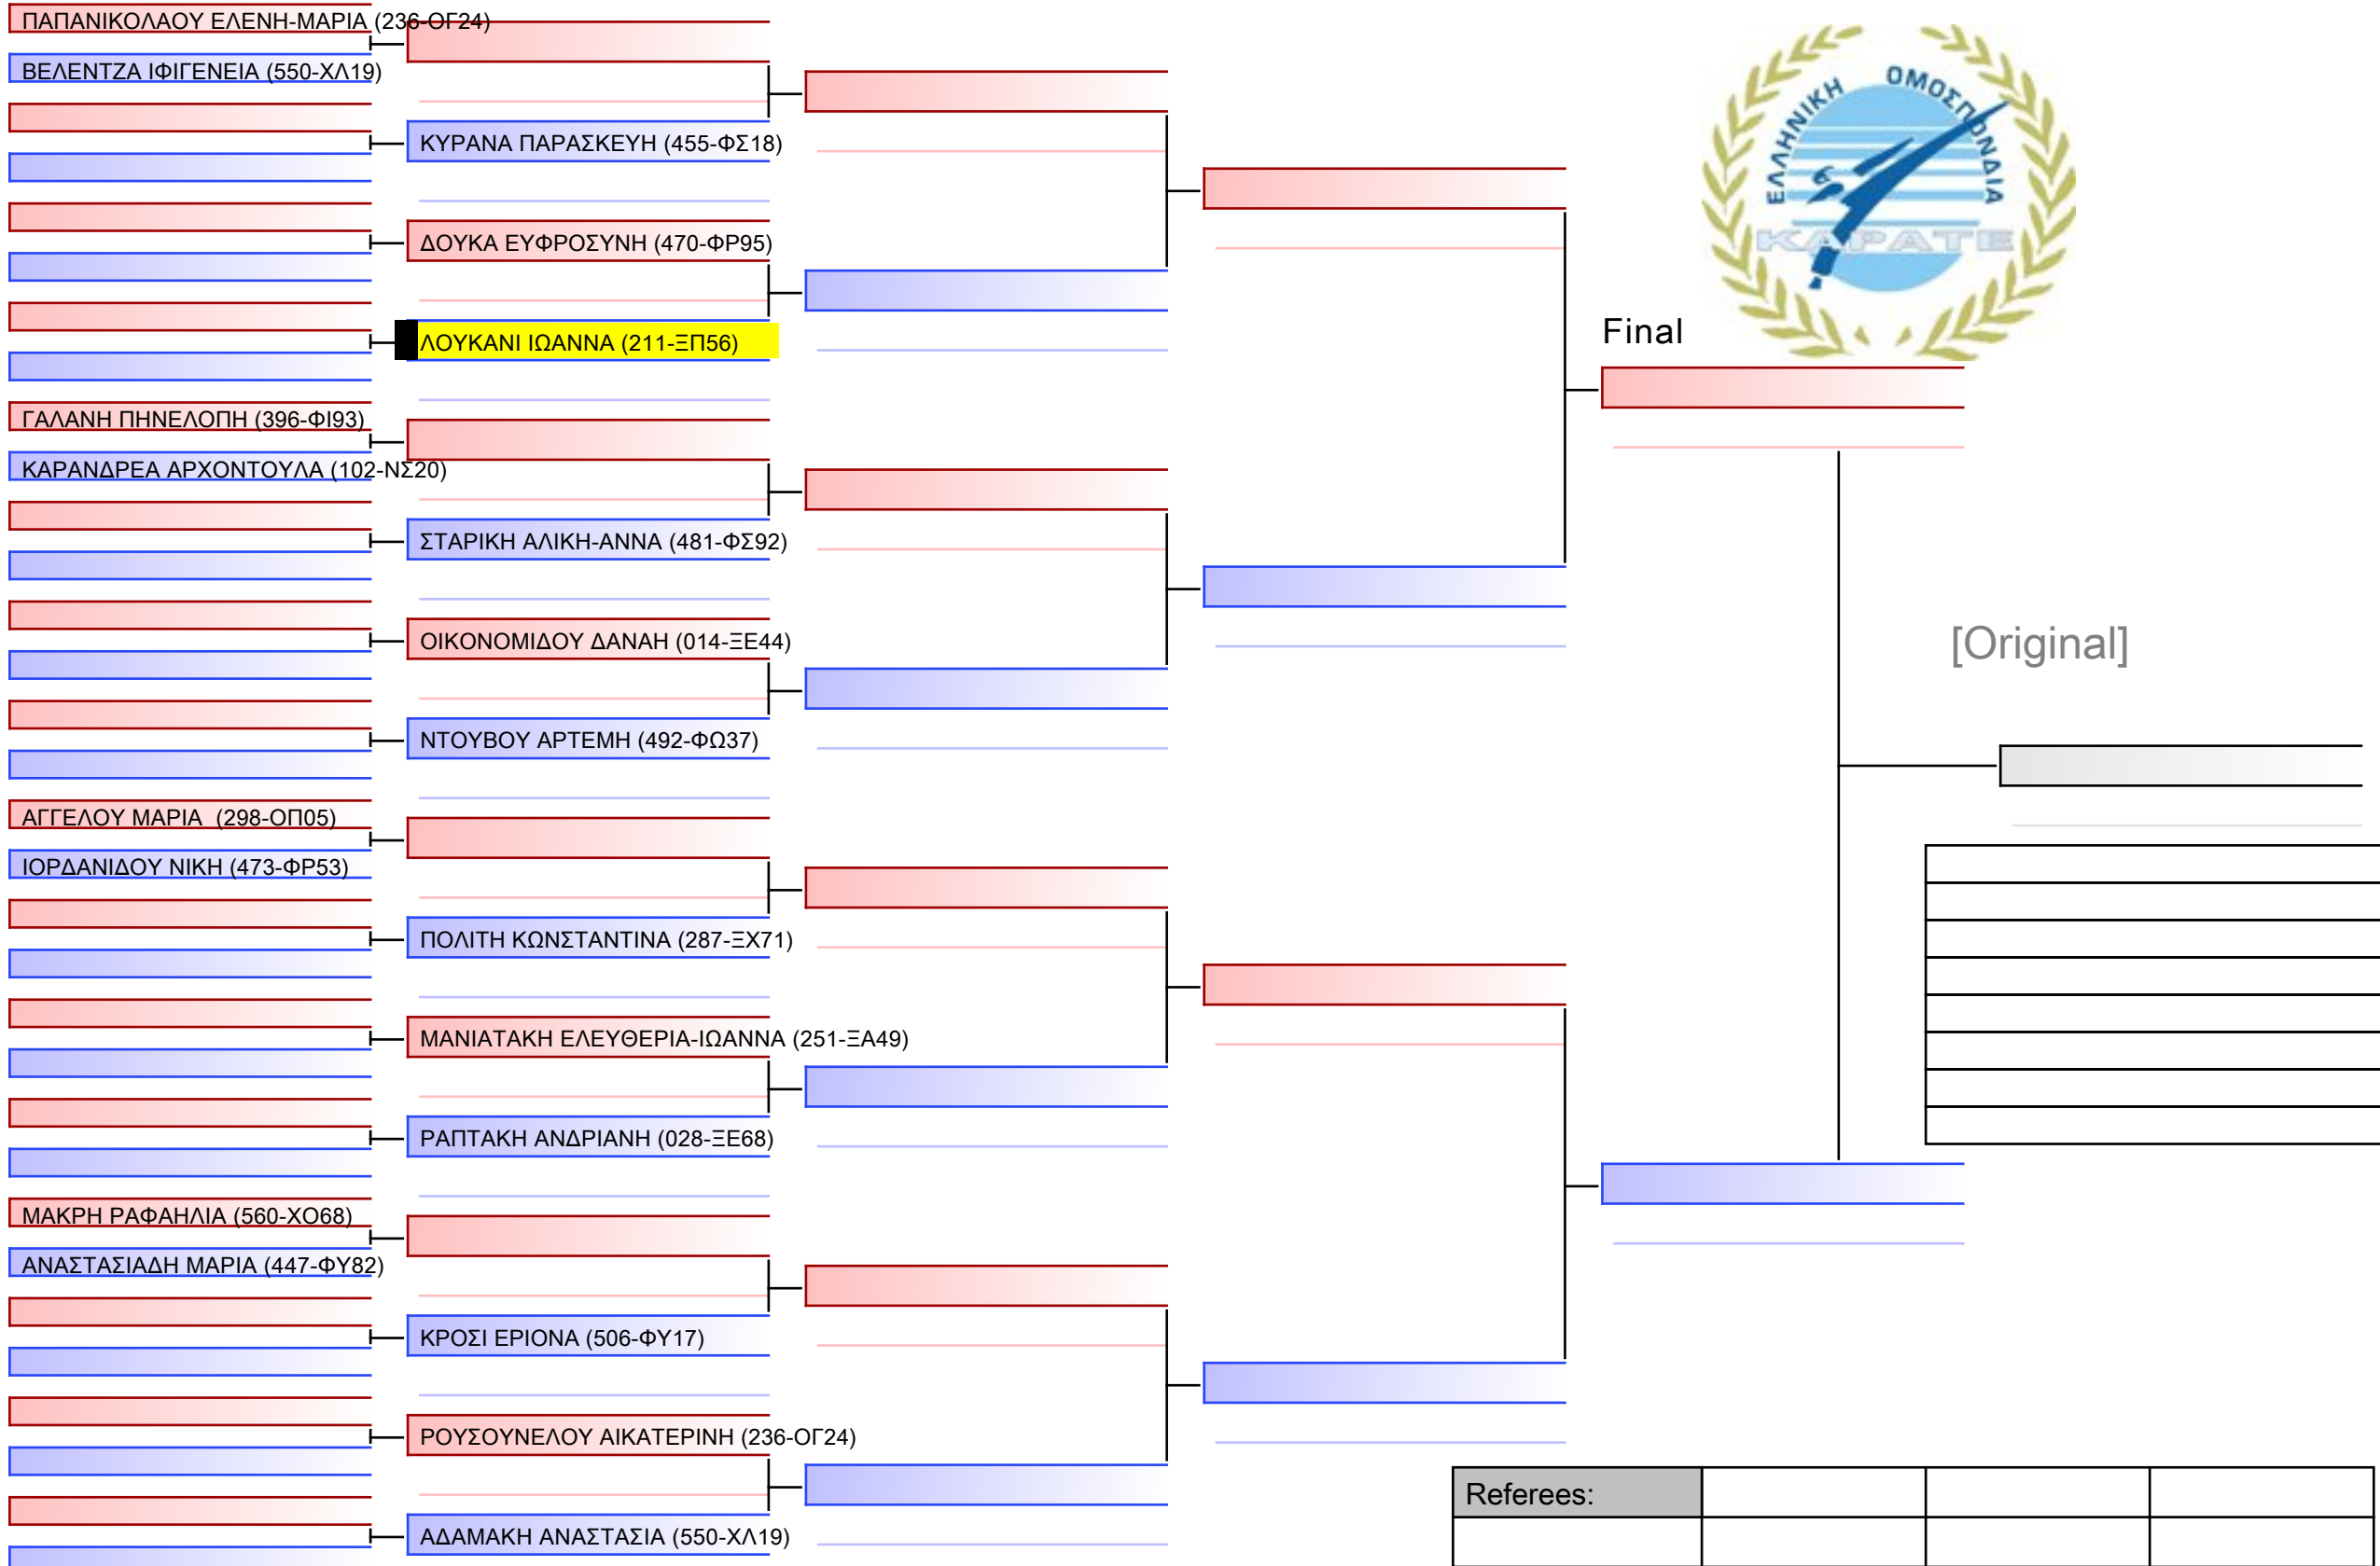 ΠΑΠΑΝΙΚΟΛΑΟΥ ΕΛΕΝΗ-ΜΑΡΙΑ (236-ΟΓ24)
ΒΕΛΕΝΤΖΑ ΙΦΙΓΕΝΕΙΑ (550-ΧΛ19)
ΚΥΡΑΝΑ ΠΑΡΑΣΚΕΥΗ (455-ΦΣ18)
ΔΟΥΚΑ ΕΥΦΡΟΣΥΝΗ (470-ΦΡ95)
ΛΟΥΚΑΝΙ ΙΩΑΝΝΑ (211-ΞΠ56)
ΓΑΛΑΝΗ ΠΗΝΕΛΟΠΗ (396-ΦΙ93)
ΚΑΡΑΝΔΡΕΑ ΑΡΧΟΝΤΟΥΛΑ (102-ΝΣ20)
ΣΤΑΡΙΚΗ ΑΛΙΚΗ-ΑΝΝΑ (481-ΦΣ92)
ΟΙΚΟΝΟΜΙΔΟΥ ΔΑΝΑΗ (014-ΞΕ44)
ΝΤΟΥΒΟΥ ΑΡΤΕΜΗ (492-ΦΩ37)
ΑΓΓΕΛΟΥ ΜΑΡΙΑ (298-ΟΠ05)
ΙΟΡΔΑΝΙΔΟΥ ΝΙΚΗ (473-ΦΡ53)
ΠΟΛΙΤΗ ΚΩΝΣΤΑΝΤΙΝΑ (287-ΞΧ71)
ΜΑΝΙΑΤΑΚΗ ΕΛΕΥΘΕΡΙΑ-ΙΩΑΝΝΑ (251-ΞΑ49)
ΡΑΠΤΑΚΗ ΑΝΔΡΙΑΝΗ (028-ΞΕ68)
ΜΑΚΡΗ ΡΑΦΑΗΛΙΑ (560-ΧΟ68)
ΑΝΑΣΤΑΣΙΑΔΗ ΜΑΡΙΑ (447-ΦΥ82)
ΚΡΟΣΙ ΕΡΙΟΝΑ (506-ΦΥ17)
ΡΟΥΣΟΥΝΕΛΟΥ ΑΙΚΑΤΕΡΙΝΗ (236-ΟΓ24)
ΑΔΑΜΑΚΗ ΑΝΑΣΤΑΣΙΑ (550-ΧΛ19)
ΕΛΛΗΝΙΚΗ ΟΜΟΣΠΟΝΔΙΑ
ΚΑΡΑΤΕ
Final
[Original]
Referees: